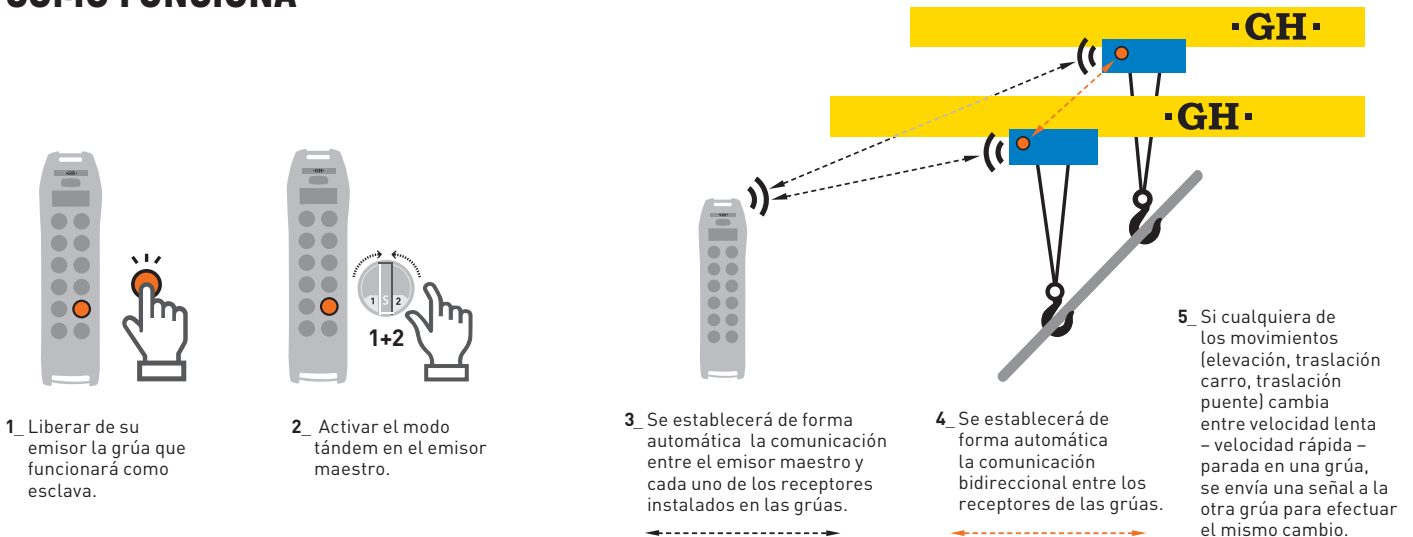 CÓMO FUNCIONA
·GH·
·GH·
·GH·
·GH·
·GH·
1 S 2
1+2
1_ Liberar de su
emisor la grúa que
funcionará como
esclava.
2_ Activar el modo
tándem en el emisor
maestro.
3_ Se establecerá de forma
automática la comunicación
entre el emisor maestro y
cada uno de los receptores
instalados en las grúas.
4_ Se establecerá de
forma automática
la comunicación
bidireccional entre los
receptores de las grúas.
5_ Si cualquiera de
los movimientos
(elevación, traslación
carro, traslación
puente) cambia
entre velocidad lenta
– velocidad rápida –
parada en una grúa,
se envía una señal a la
otra grúa para efectuar
el mismo cambio.